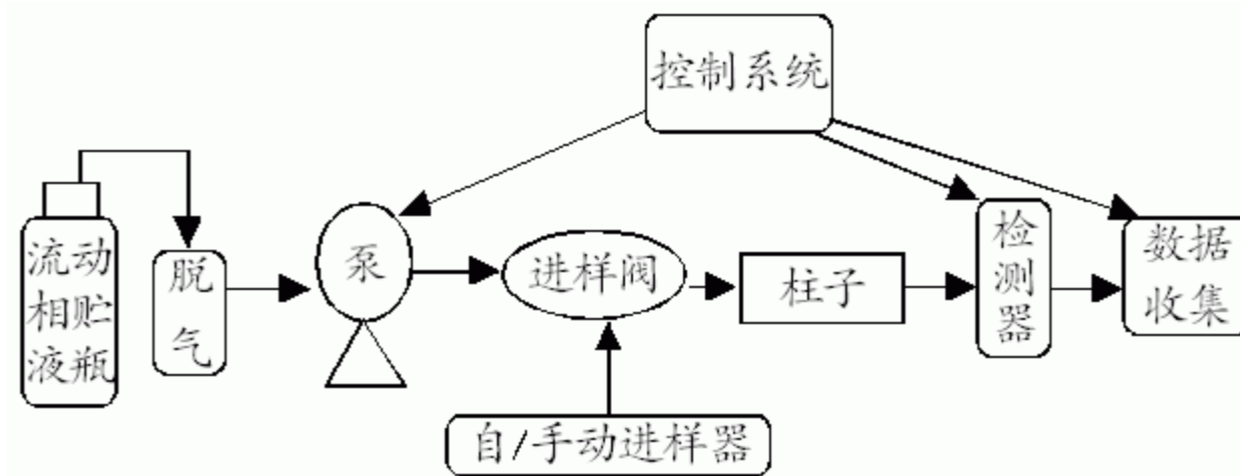 控制系统
流动
相贮
液瓶
脱
气
泵
进样阀
柱子
检
测
器
数据
收集
自/手动进样器